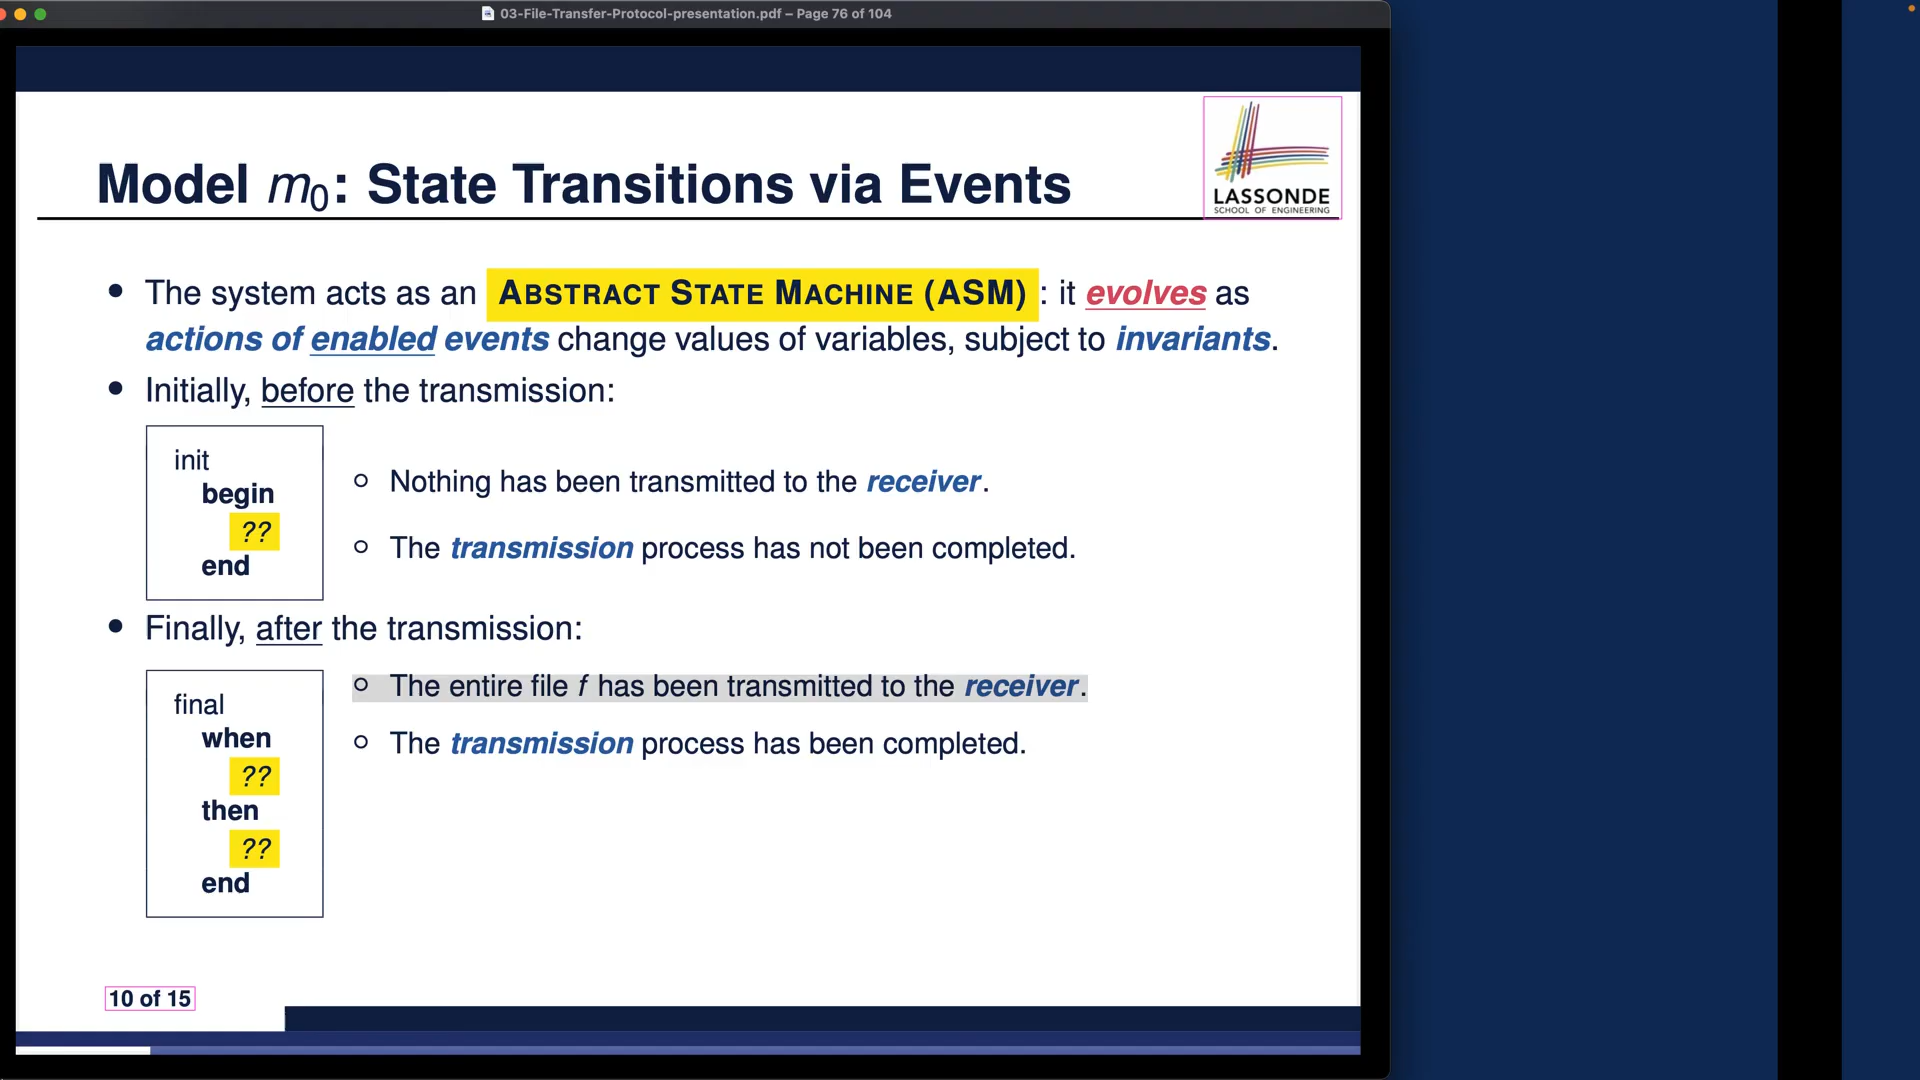 03-File-Transfer-Protocol-presentation.pdf – Page 76 of 104
LASSONDE
SCHOOL OF ENGINEERING
Model m0: State Transitions via Events
• The system acts as an ABSTRACT STATE MACHINE (ASM) : it evolves as
actions of enabled events change values of variables, subject to invariants.
• Initially, before the transmission:
init
begin
??
end
○ Nothing has been transmitted to the receiver.
○ The transmission process has not been completed.
• Finally, after the transmission:
final
when
??
then
??
end
○ The entire file f has been transmitted to the receiver.
○ The transmission process has been completed.
10 of 15